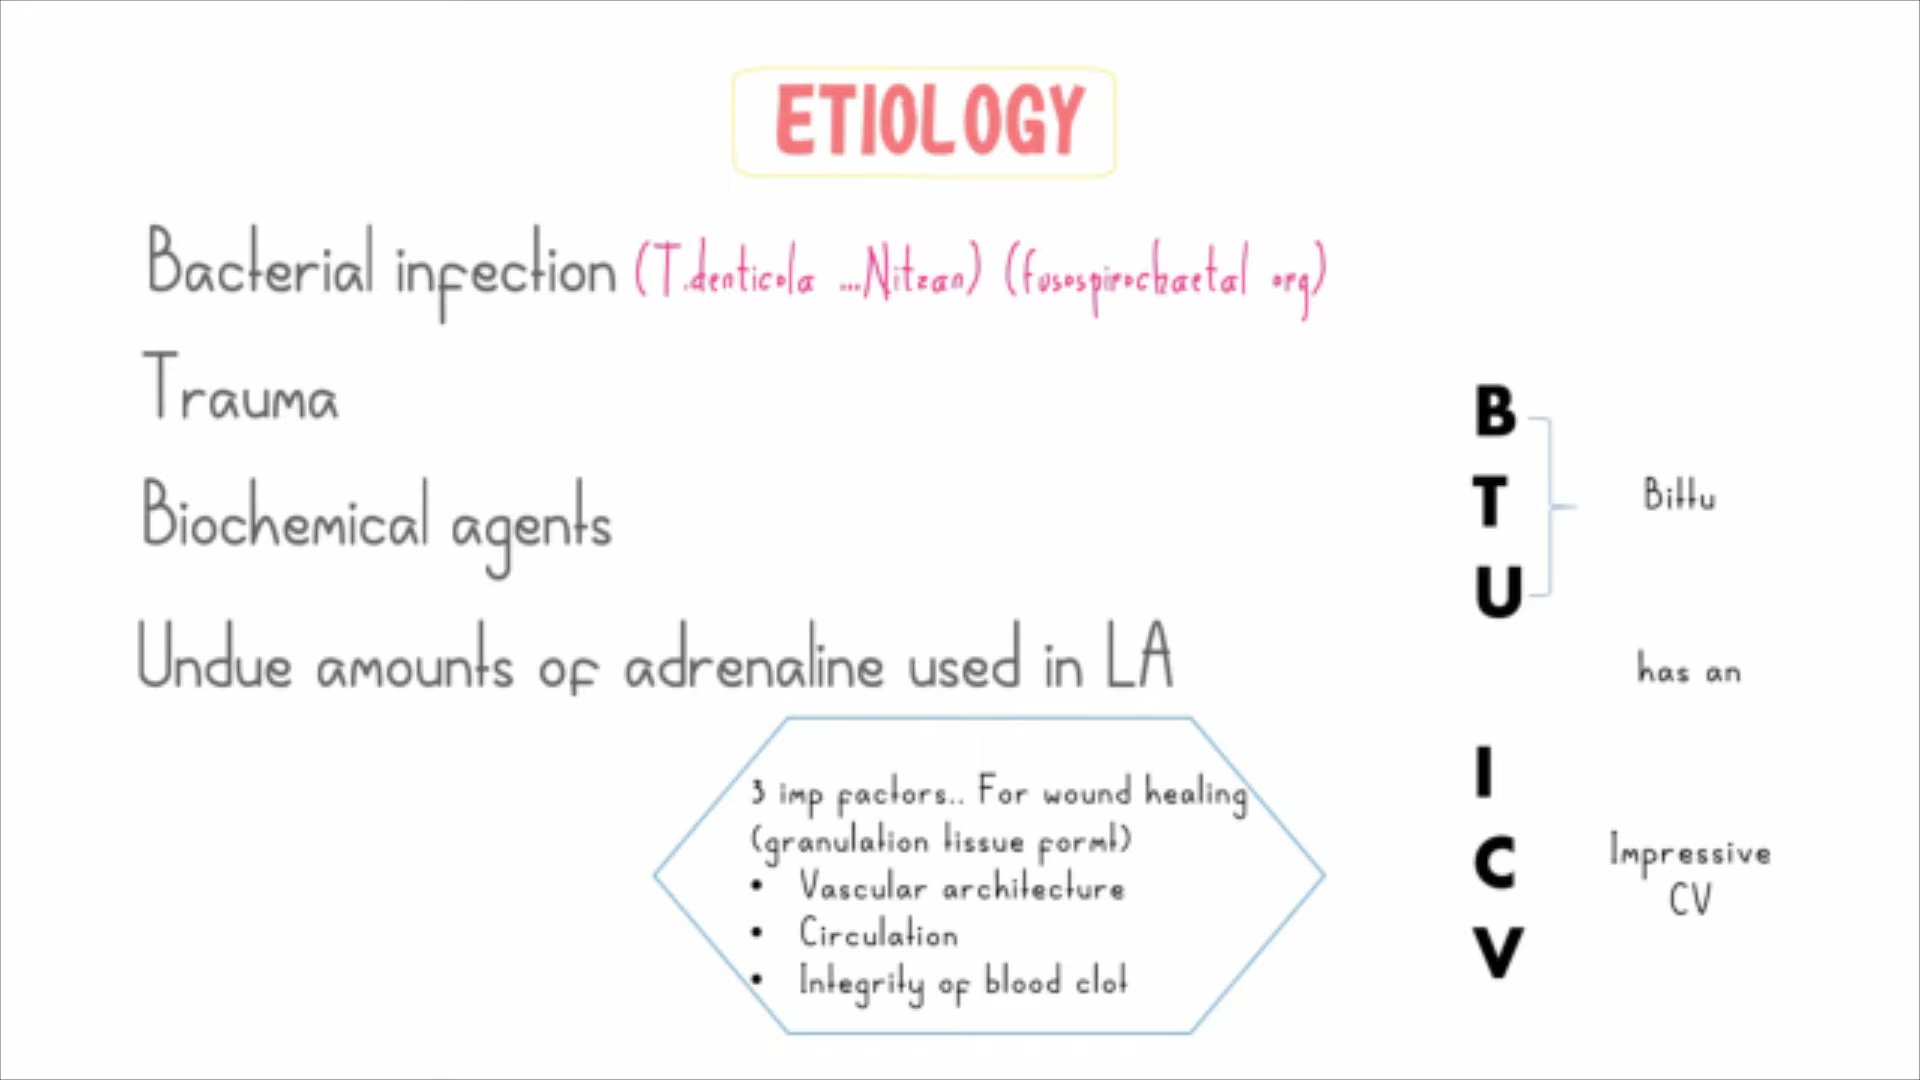 ETIOLOGY
Bacterial infection (T.denticola ...Nitzan) (fusospirochaetal org)
Trauma
Biochemical agents
Undue amounts of adrenaline used in LA
3 imp factors.. For wound healing
(granulation tissue formt)
• Vascular architecture
• Circulation
• Integrity of blood clot
B
T
U
Bittu
has an
I
C
V
Impressive
CV